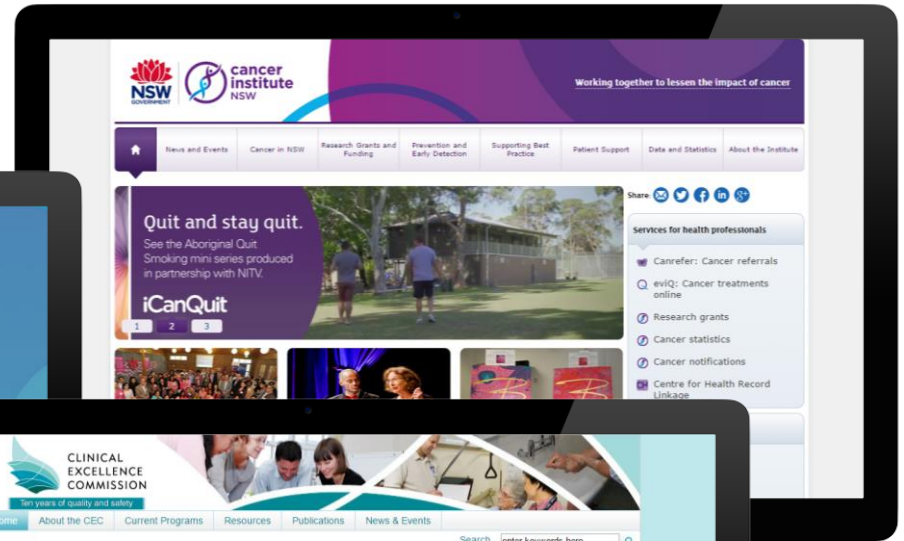 NSW
GOVERNMENT
cancer
institute
NSW
Working together to lessen the impact of cancer
News and Events
Cancer in NSW
Research Grants and
Funding
Prevention and
Early Detection
Supporting Best
Practice
Patient Support
Data and Statistics
About the Institute
Quit and stay quit.
See the Aboriginal Quit
Smoking mini series produced
in partnership with NITV.
iCanQuit
1 2 3
Share:
Services for health professionals
Canrefer: Cancer referrals
eviQ: Cancer treatments
online
Research grants
Cancer statistics
Cancer notifications
Centre for Health Record
Linkage
CLINICAL
EXCELLENCE
COMMISSION
Ten years of quality and safety
About the CEC
Current Programs
Resources
Publications
News & Events
Search
enter keywords here